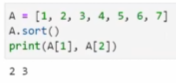 A = [1, 2, 3, 4, 5, 6, 7]
A.sort()
print(A[1], A[2])
2 3